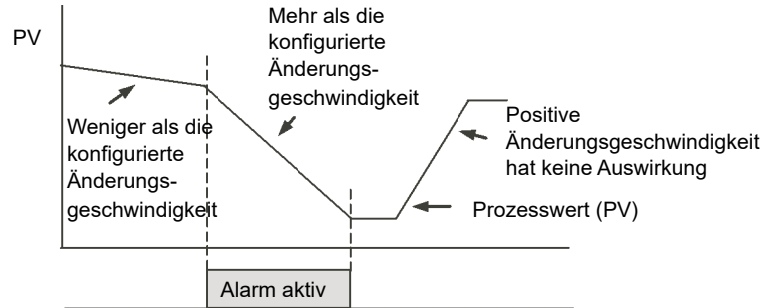 PV
Mehr als die
konfigurierte
Änderungs-
geschwindigkeit
Weniger als die
konfigurierte
Änderungs-
geschwindigkeit
Positive
Änderungsgeschwindigkeit
hat keine Auswirkung
Prozesswert (PV)
Alarm aktiv